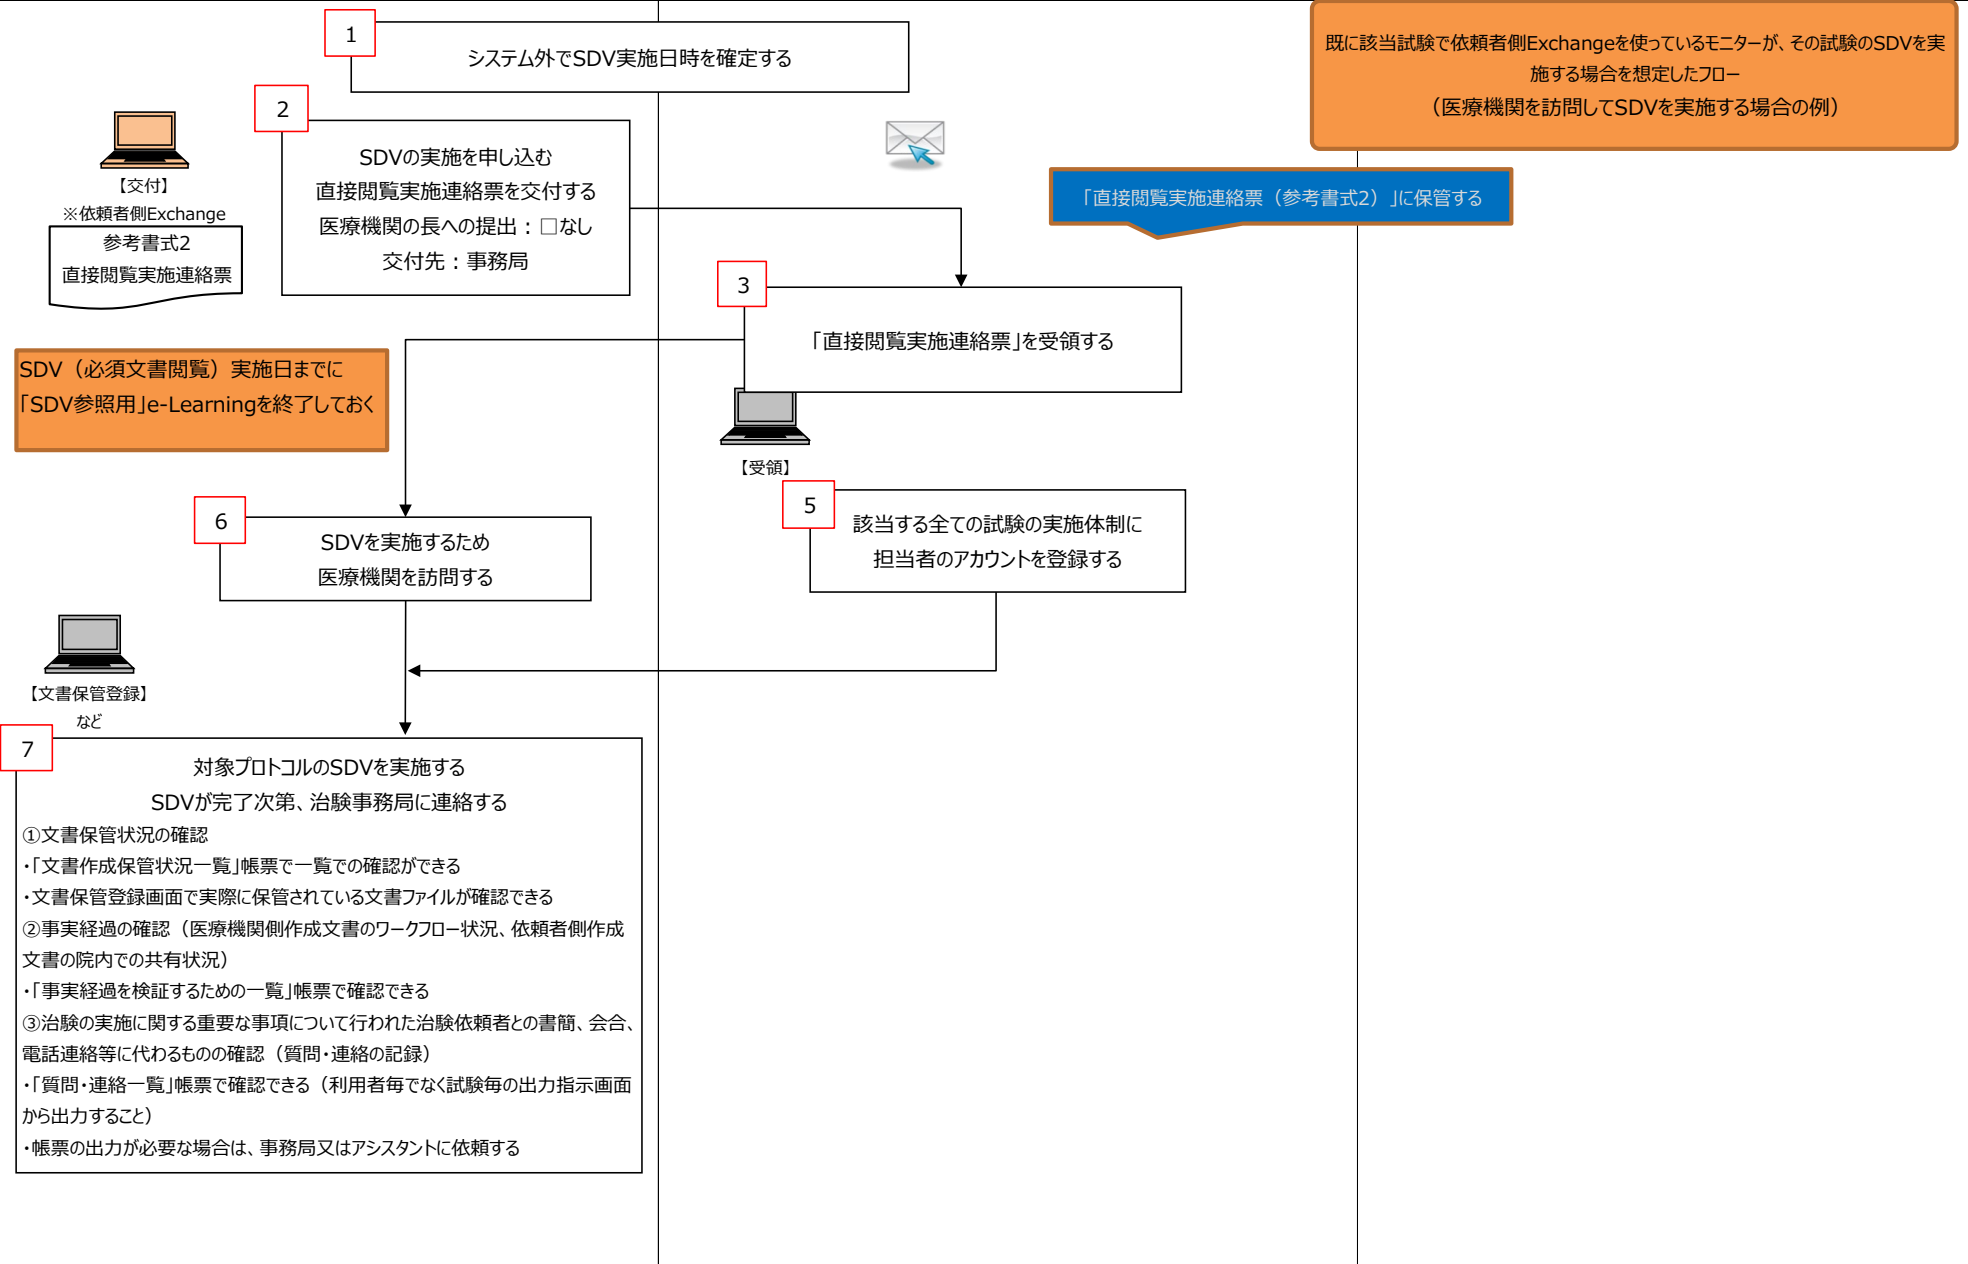 1
システム外でSDV実施日時を確定する
既に該当試験で依頼者側Exchangeを使っているモニターが、その試験のSDVを実
施する場合を想定したフロー
（医療機関を訪問してSDVを実施する場合の例）
2
SDVの実施を申し込む
直接閲覧実施連絡票を交付する
医療機関の長への提出：□なし
交付先：事務局
【交付】
※依頼者側Exchange
参考書式2
直接閲覧実施連絡票
「直接閲覧実施連絡票（参考書式2）」に保管する
3
「直接閲覧実施連絡票」を受領する
【受領】
SDV（必須文書閲覧）実施日までに
「SDV参照用」e-Learningを終了しておく
5
該当する全ての試験の実施体制に
担当者のアカウントを登録する
6
SDVを実施するため
医療機関を訪問する
【文書保管登録】
など
7
対象プロトコルのSDVを実施する
SDVが完了次第、治験事務局に連絡する
①文書保管状況の確認
・「文書作成保管状況一覧」帳票で一覧での確認ができる
・文書保管登録画面で実際に保管されている文書ファイルが確認できる
②事実経過の確認（医療機関側作成文書のワークフロー状況、依頼者側作成
文書の院内での共有状況）
・「事実経過を検証するための一覧」帳票で確認できる
③治験の実施に関する重要な事項について行われた治験依頼者との書簡、会合、
電話連絡等に代わるものの確認（質問・連絡の記録）
・「質問・連絡一覧」帳票で確認できる（利用者毎でなく試験毎の出力指示画面
から出力すること）
・帳票の出力が必要な場合は、事務局又はアシスタントに依頼する